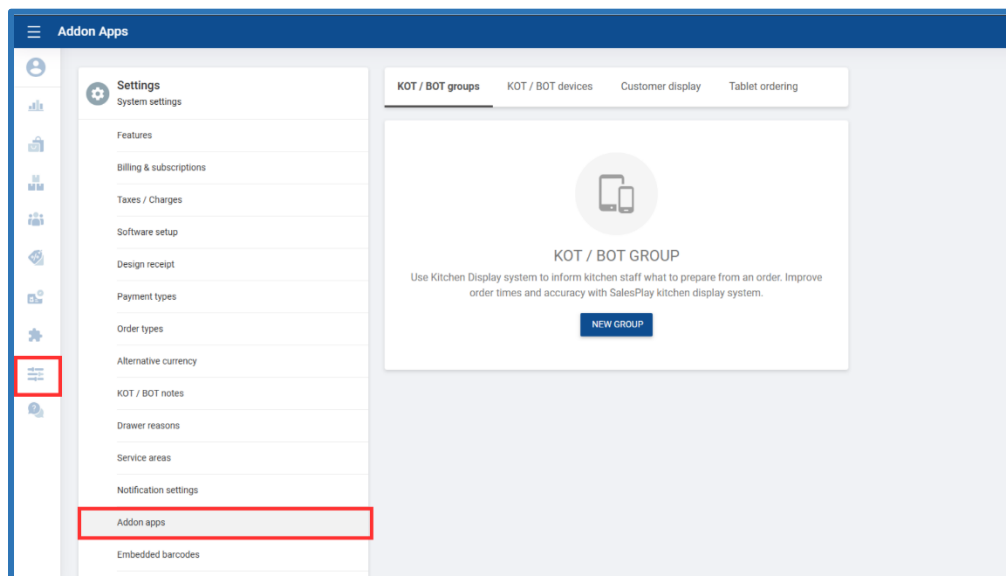 Addon Apps
Settings
System settings
Features
Billing & subscriptions
Taxes / Charges
Software setup
Design receipt
Payment types
Order types
Alternative currency
KOT / BOT notes
Drawer reasons
Service areas
Notification settings
Addon apps
Embedded barcodes
KOT / BOT groups
KOT / BOT devices
Customer display
Tablet ordering
KOT / BOT GROUP
Use Kitchen Display system to inform kitchen staff what to prepare from an order. Improve
order times and accuracy with SalesPlay kitchen display system.
NEW GROUP